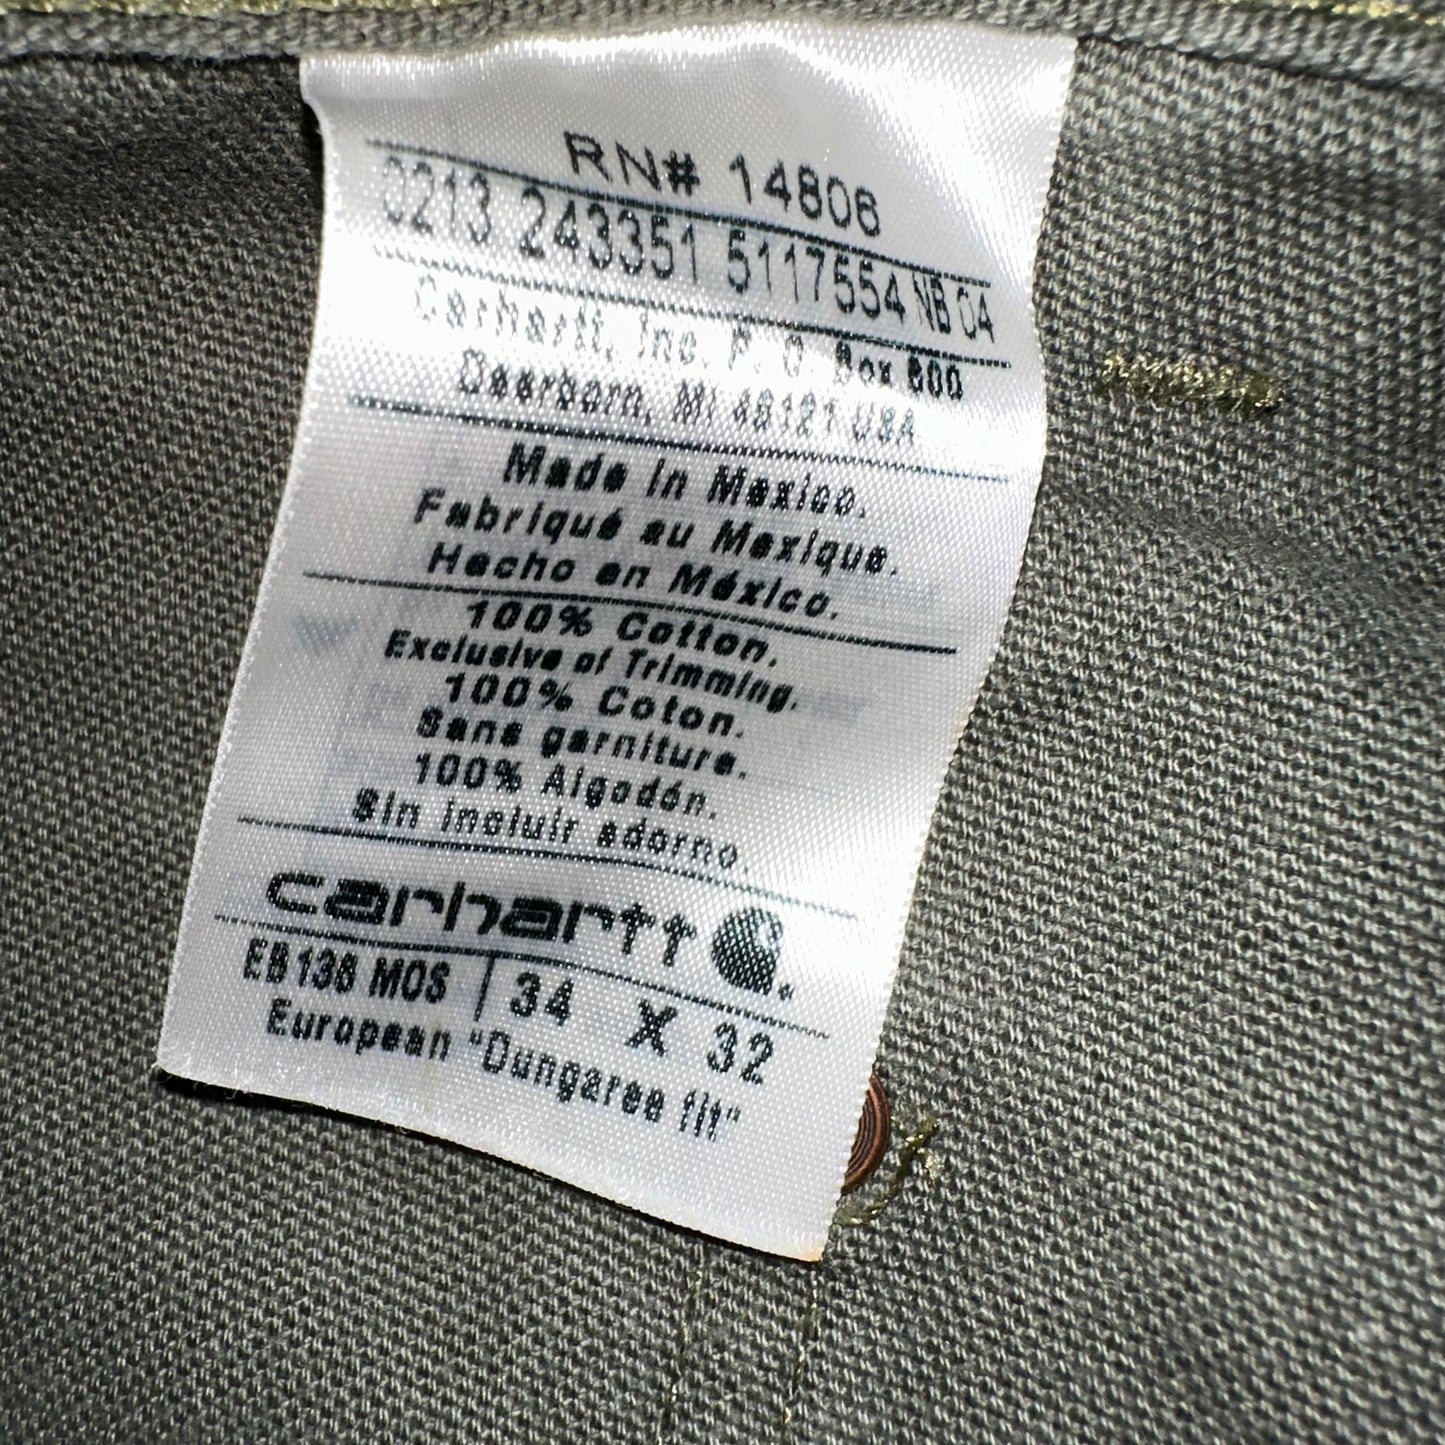 RN# 14806
0213 243351 5117554 NB 04
Carhartt, Inc. P. O. Box 600
Dearborn, MI 48121 USA
Made in Mexico.
Fabriqué au Mexique.
Hecho en México.
100% Cotton.
Exclusive of Trimming.
100% Coton.
Sans garniture.
100% Algodón.
Sin incluir adorno.
carhartt
EB136 MOS | 34 X 32
European "Dungaree fit"